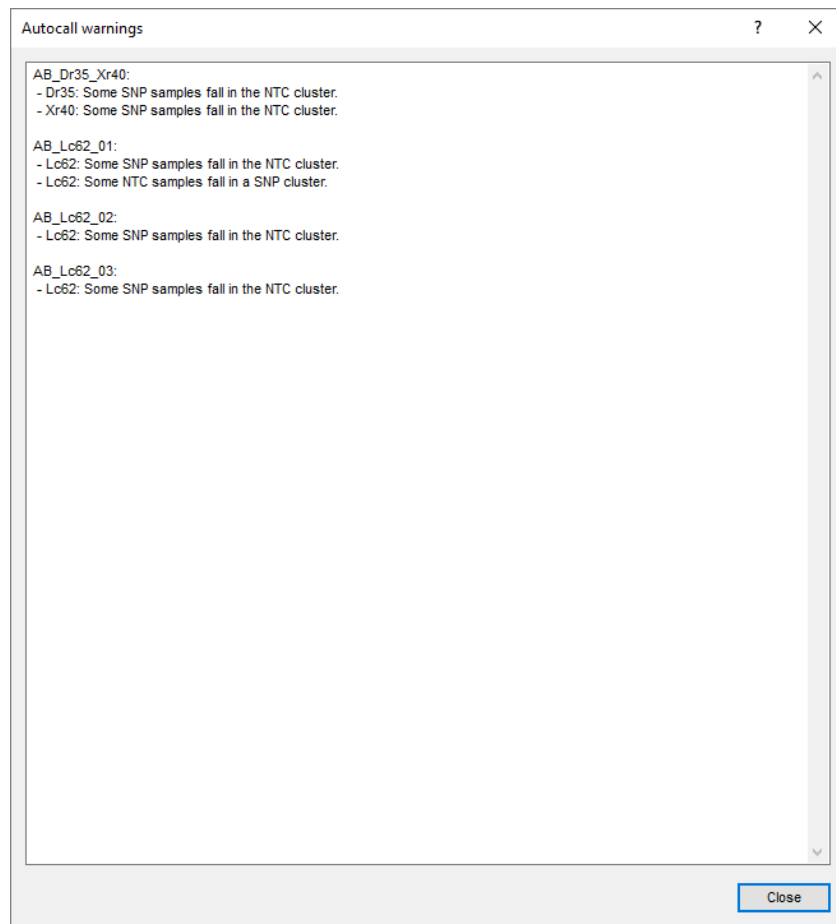 Autocall warnings
?
AB_Dr35_Xr40:
- Dr35: Some SNP samples fall in the NTC cluster.
- Xr40: Some SNP samples fall in the NTC cluster.
AB_Lc62_01:
- Lc62: Some SNP samples fall in the NTC cluster.
- Lc62: Some NTC samples fall in a SNP cluster.
AB_Lc62_02:
- Lc62: Some SNP samples fall in the NTC cluster.
AB_Lc62_03:
- Lc62: Some SNP samples fall in the NTC cluster.
Close